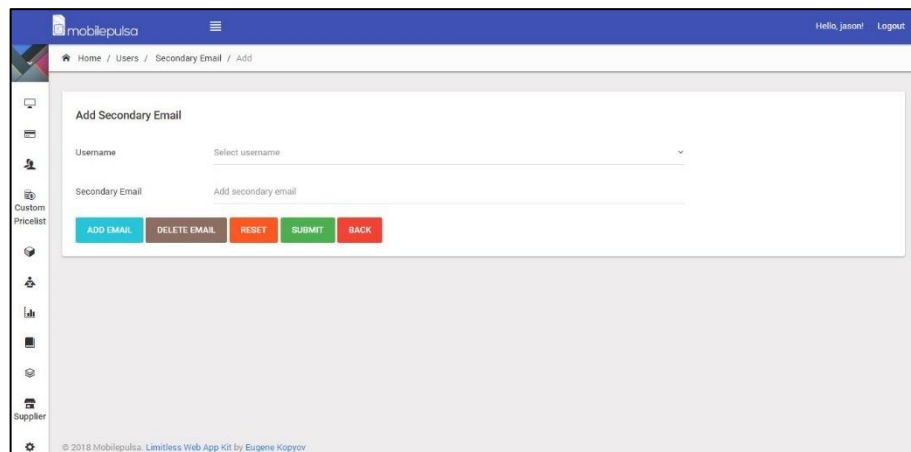 mobilepulsa
Hello, jason! Logout
Home / Users / Secondary Email / Add
Add Secondary Email
Username Select username
Secondary Email Add secondary email
ADD EMAIL DELETE EMAIL RESET SUBMIT BACK
Custom
Pricelist
Supplier
© 2018 Mobilepulsa. Limitless Web App Kit by Eugene Kopyov